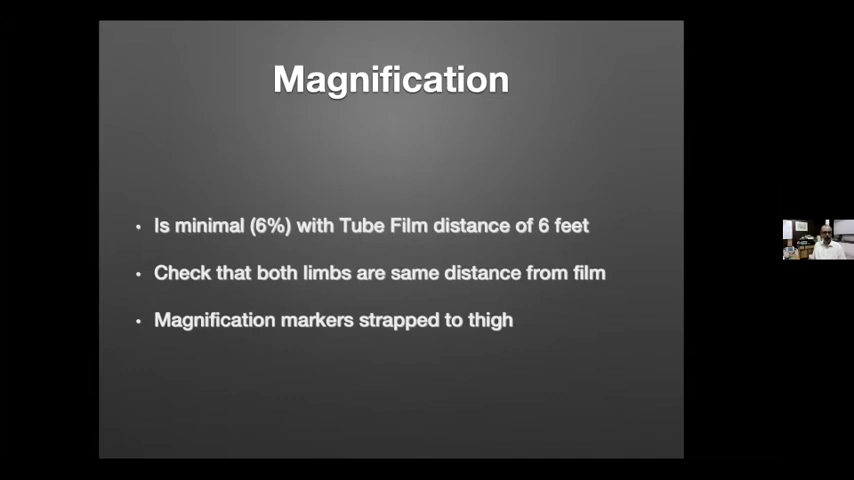 Magnification
• Is minimal (6%) with Tube Film distance of 6 feet
• Check that both limbs are same distance from film
• Magnification markers strapped to thigh